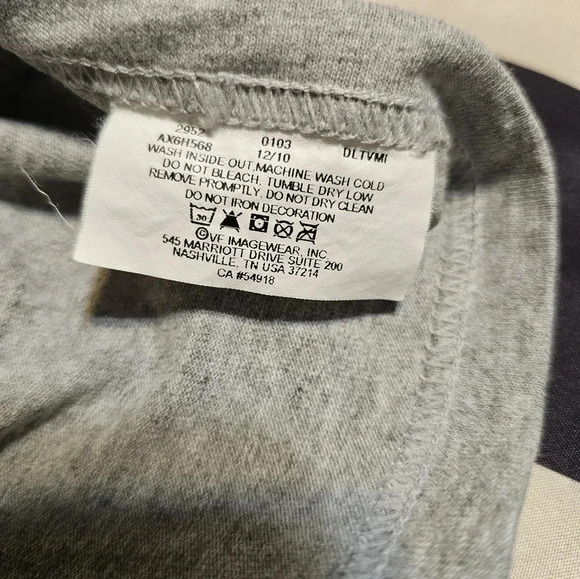 2952 0103 DLTVMI
AX6H568 12/10
WASH INSIDE OUT.MACHINE WASH COLD
DO NOT BLEACH, TUMBLE DRY LOW
REMOVE PROMPTLY. DO NOT DRY CLEAN
DO NOT IRON DECORATION
30
©VF IMAGEWEAR, INC
545 MARRIOTT DRIVE SUITE 200
NASHVILLE, TN USA 37214
CA #54918